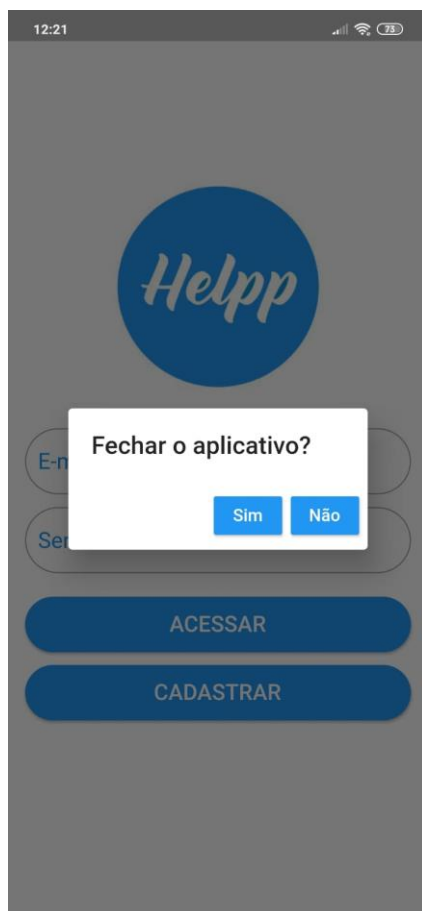 12:21
73
Helpp
Fechar o aplicativo?
Sim Não
ACESSAR
CADASTRAR